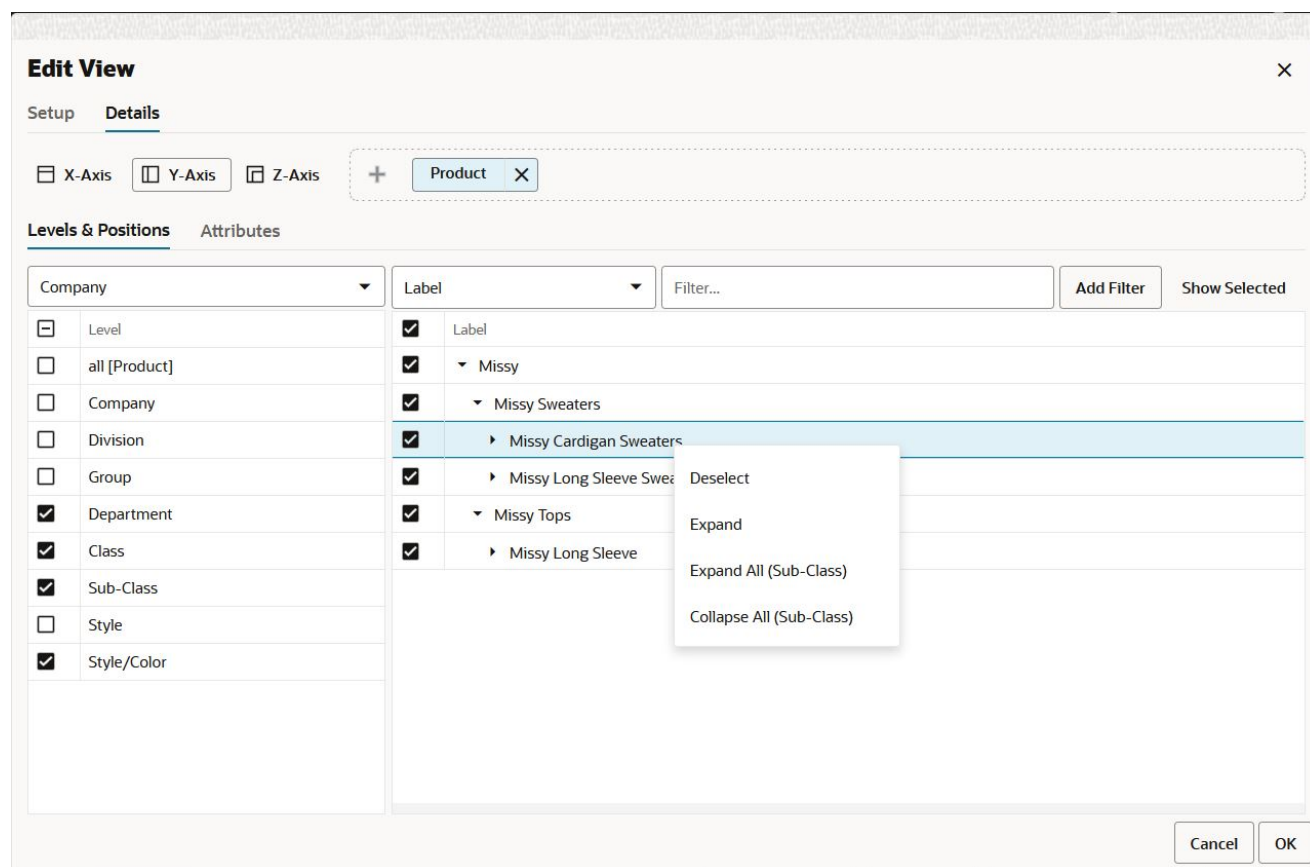 Edit View
Setup Details
X-Axis Y-Axis Z-Axis Product
Levels & Positions Attributes
Company Label Filter... Add Filter Show Selected
Level Label
all [Product] Missy
Company Missy Sweaters
Division Missy Cardigan Sweaters
Group Missy Long Sleeve Swea Deselect
Department Missy Tops Expand
Class Missy Long Sleeve
Expand All (Sub-Class)
Sub-Class
Style Collapse All (Sub-Class)
Style/Color
Cancel OK